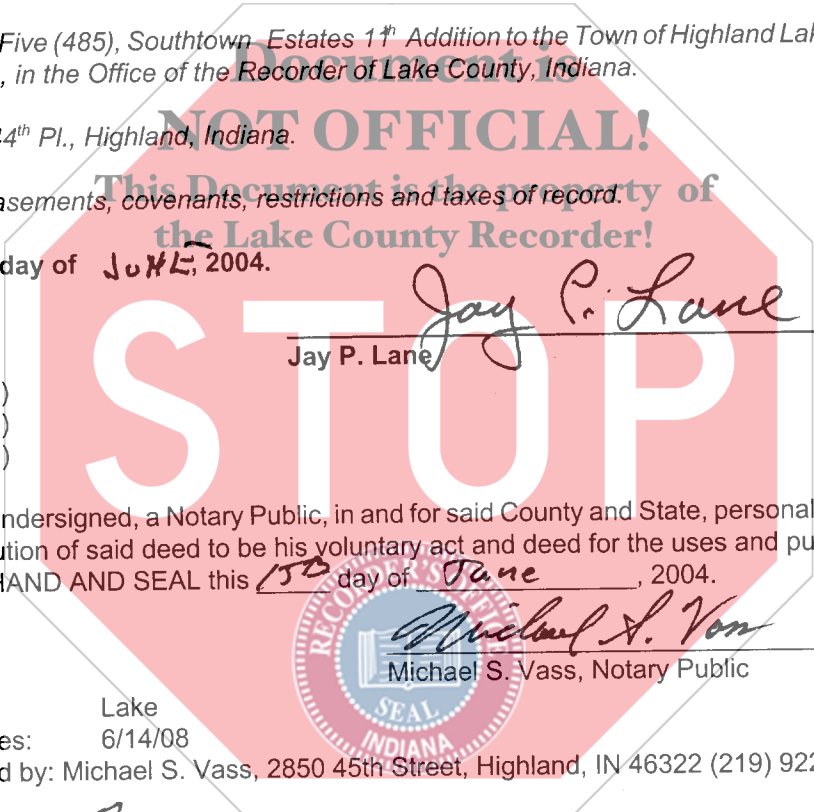 Five (485), Southtown Estates 11th Addition to the Town of Highland Lak
, in the Office of the Recorder of Lake County, Indiana.
Document is
NOT OFFICIAL!
4th Pl., Highland, Indiana.
This Document is the property of
asements, covenants, restrictions and taxes of record.
the Lake County Recorder!
day of JUNE, 2004.
Jay P. Lane
Jay P. Lane
STOP
)
)
)
ndersigned, a Notary Public, in and for said County and State, personal
ution of said deed to be his voluntary act and deed for the uses and pu
HAND AND SEAL this 15th day of June, 2004.
RECORDER'S OFFICE
Michael S. Vass
Michael S. Vass, Notary Public
SEAL
INDIANA
Lake
es: 6/14/08
d by: Michael S. Vass, 2850 45th Street, Highland, IN 46322 (219) 922